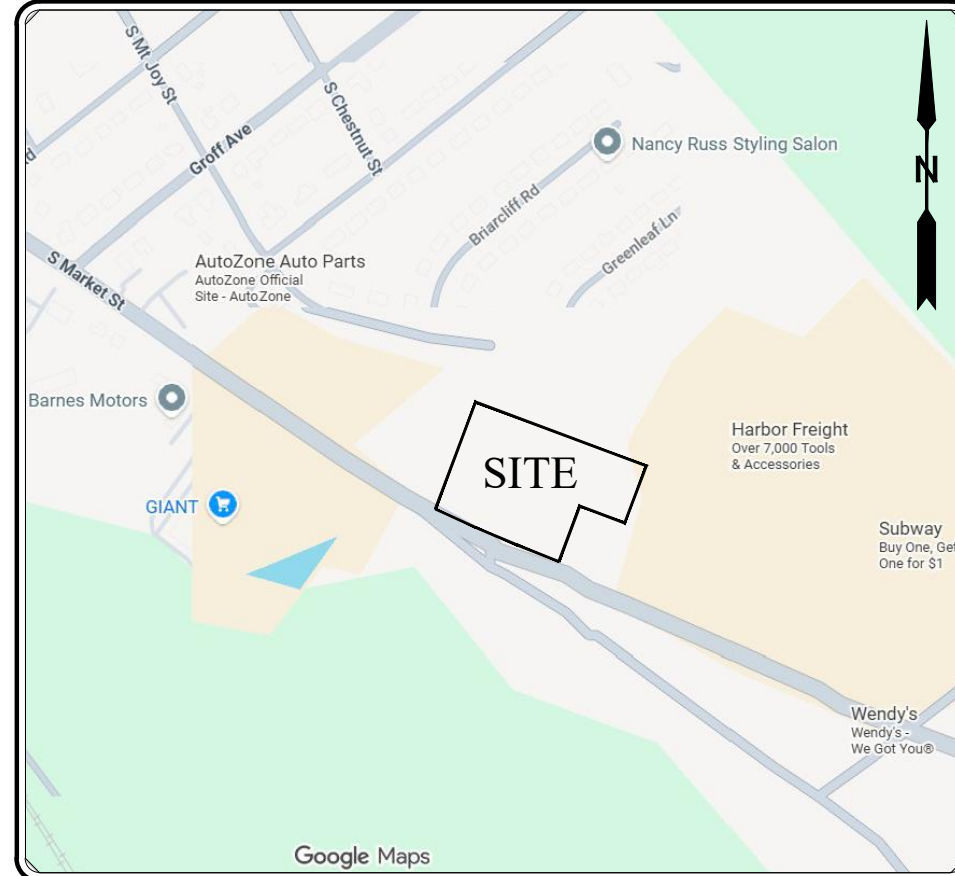 S Mt Joy St
S Chestnut St
Groff Ave
Nancy Russ Styling Salon
N
Briarcliff Rd
Greenleaf Ln
S Market St
AutoZone Auto Parts
AutoZone Official
Site - AutoZone
Barnes Motors
SITE
Harbor Freight
Over 7,000 Tools
& Accessories
GIANT
Subway
Buy One, Get
One for $1
Wendy's
Wendy's -
We Got You®
Google Maps